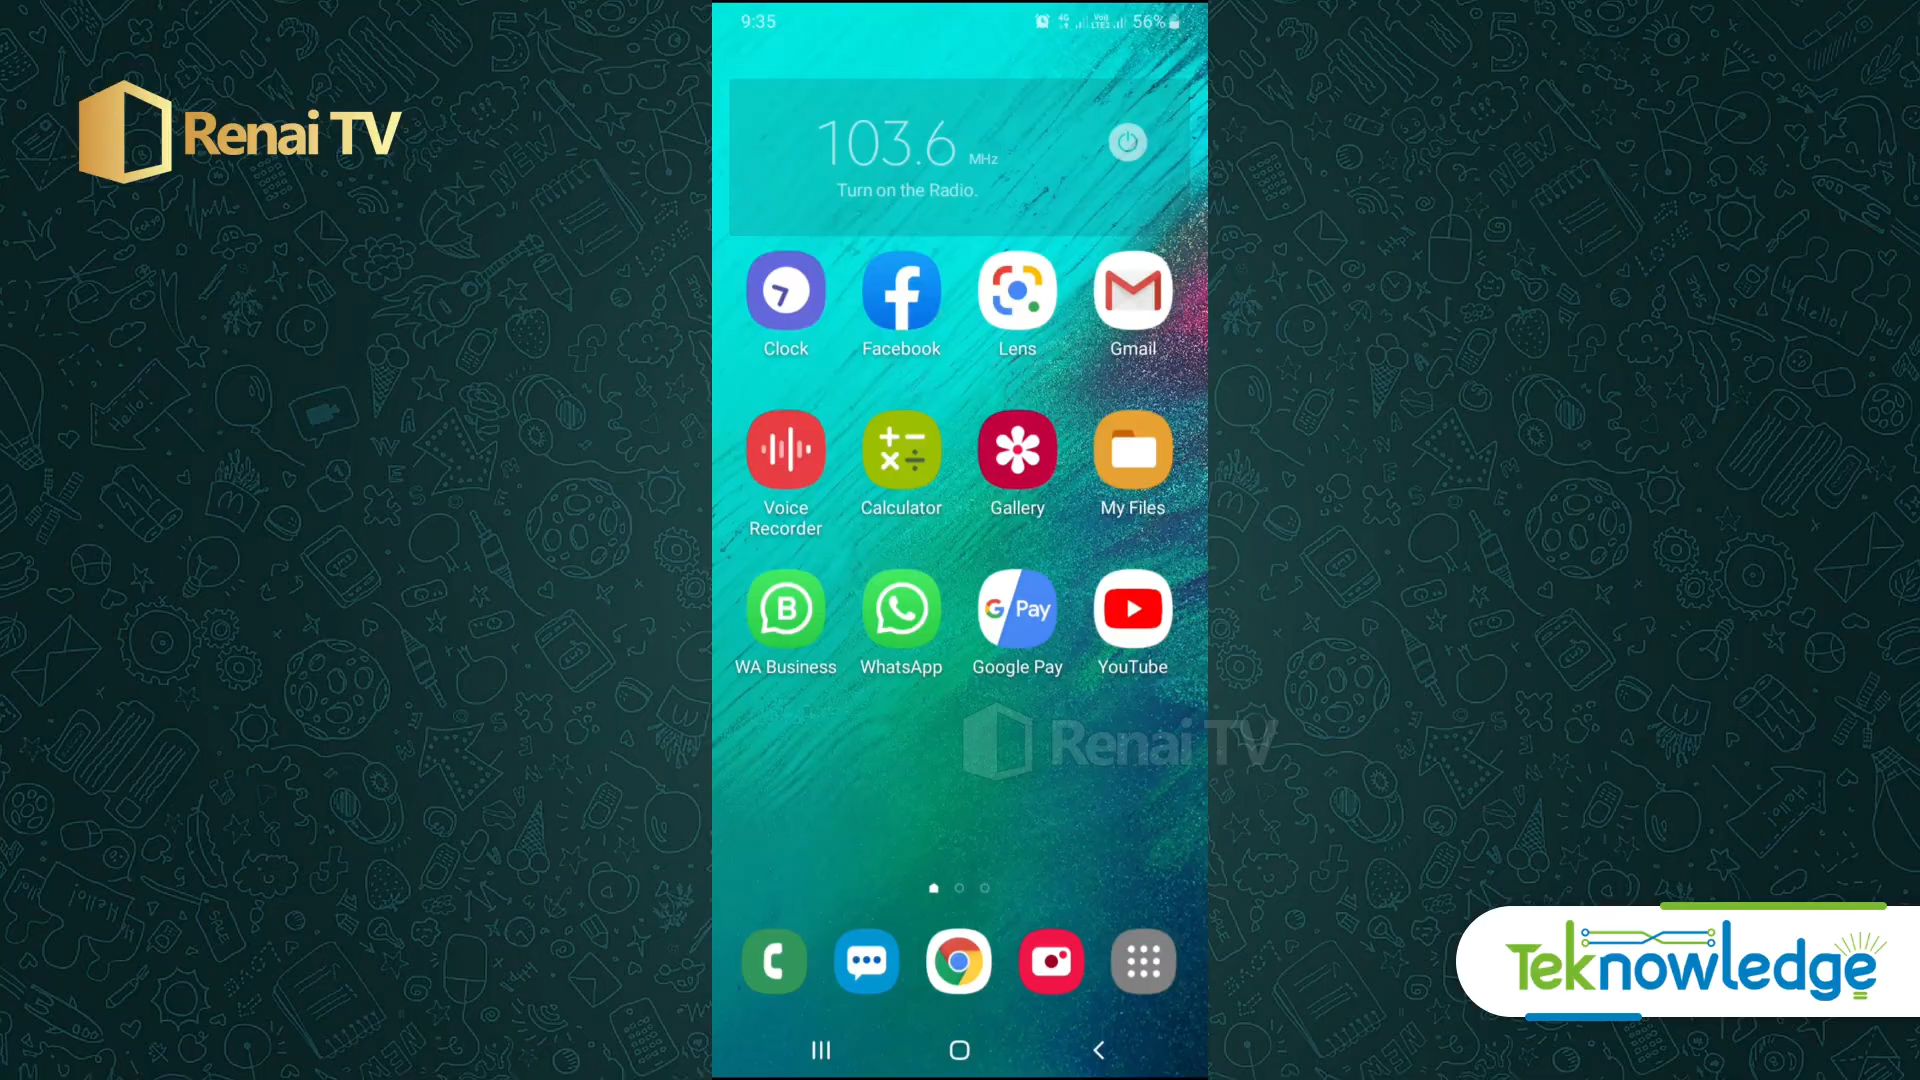 Renai TV
9:35
56%
103.6 MHz
Turn on the Radio.
Clock
Facebook
Lens
Gmail
Voice
Recorder
Calculator
Gallery
My Files
WA Business
WhatsApp
G Pay
Google Pay
YouTube
Renai TV
Teknowledge